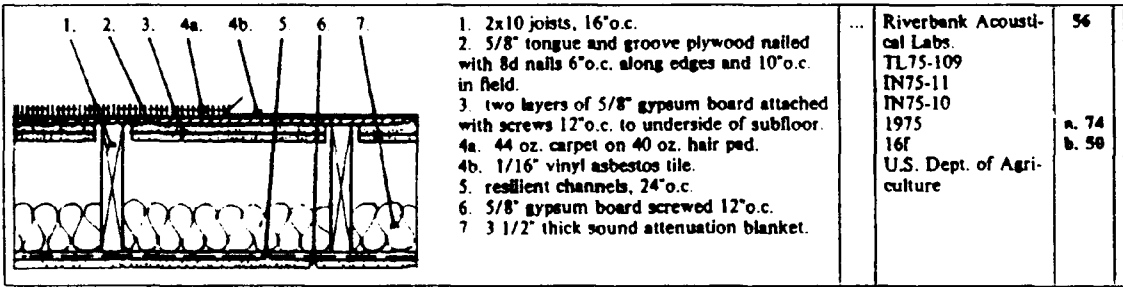 1. 2. 3. 4a. 4b. 5. 6. 7.
1. 2x10 joists, 16"o.c.
2. 5/8" tongue and groove plywood nailed
with 8d nails 6"o.c. along edges and 10"o.c.
in field.
3. two layers of 5/8" gypsum board attached
with screws 12"o.c. to underside of subfloor.
4a. 44 oz. carpet on 40 oz. hair pad.
4b. 1/16" vinyl asbestos tile.
5. resilient channels, 24"o.c.
6. 5/8" gypsum board screwed 12"o.c.
7 3 1/2" thick sound attenuation blanket.
...
Riverbank Acousti-
cal Labs.
TL75-109
IN75-11
IN75-10
1975
16f
U.S. Dept. of Agri-
culture
56
a. 74
b. 50